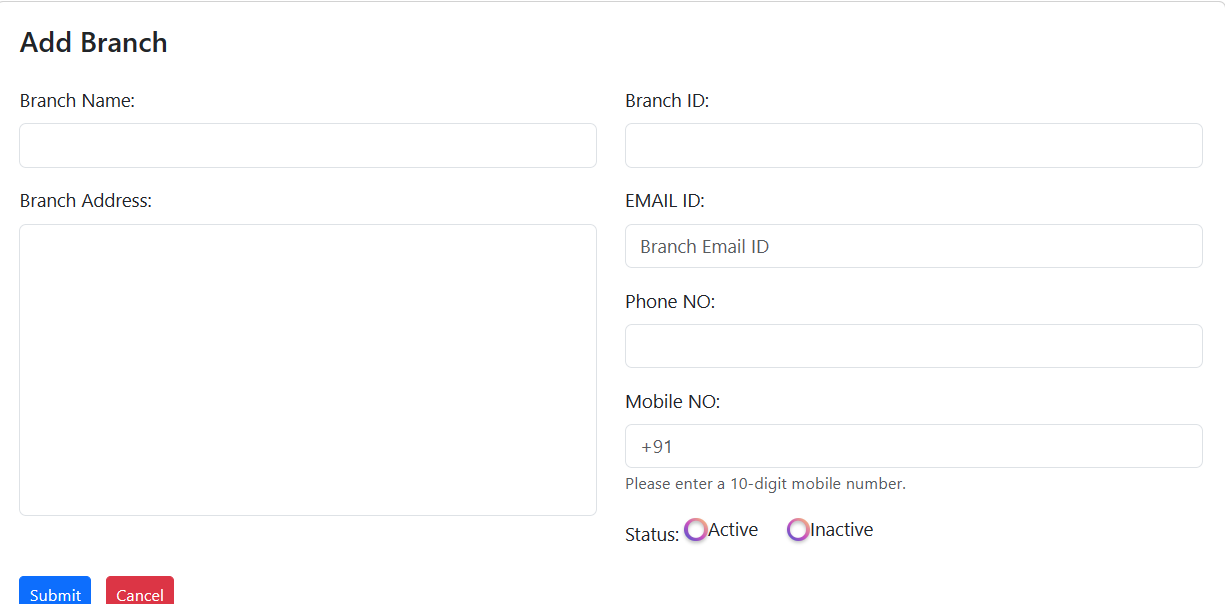 Add Branch
Branch Name:
Branch ID:
Branch Address:
EMAIL ID:
Branch Email ID
Phone NO:
Mobile NO:
+91
Please enter a 10-digit mobile number.
Status: Active Inactive
Submit Cancel